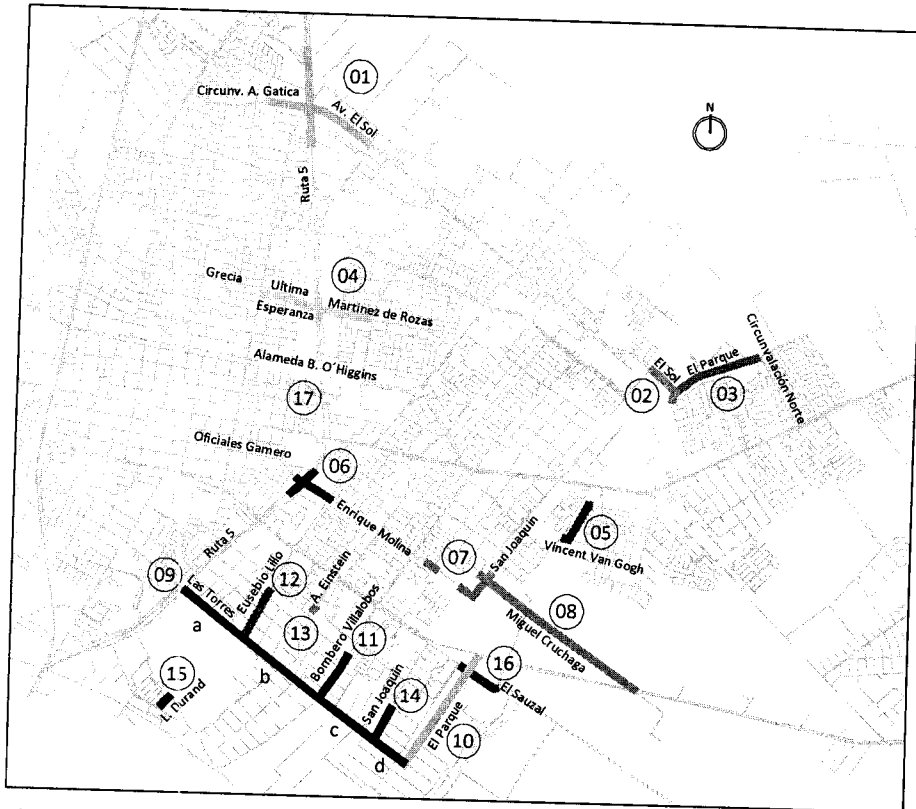 01
Circunv. A. Gatica
Av. El Sol
N
Ruta 5
04
Grecia
Ultima
Esperanza
Martinez de Rozas
Circunvalación Norte
El Sol
El Parque
02
03
Alameda B. O´Higgins
17
Oficiales Gamero
06
Enrique Molina
05
Vincent Van Gogh
07
San Joaquin
Ruta 5
09
Las Torres
Eusebio Lillo
12
A. Einstein
13
08
Miguel Cruchaga
a
Bombero Villalobos
11
b
15
L. Durand
San Joaquin
14
16
El Sauzal
El Parque
10
c
d